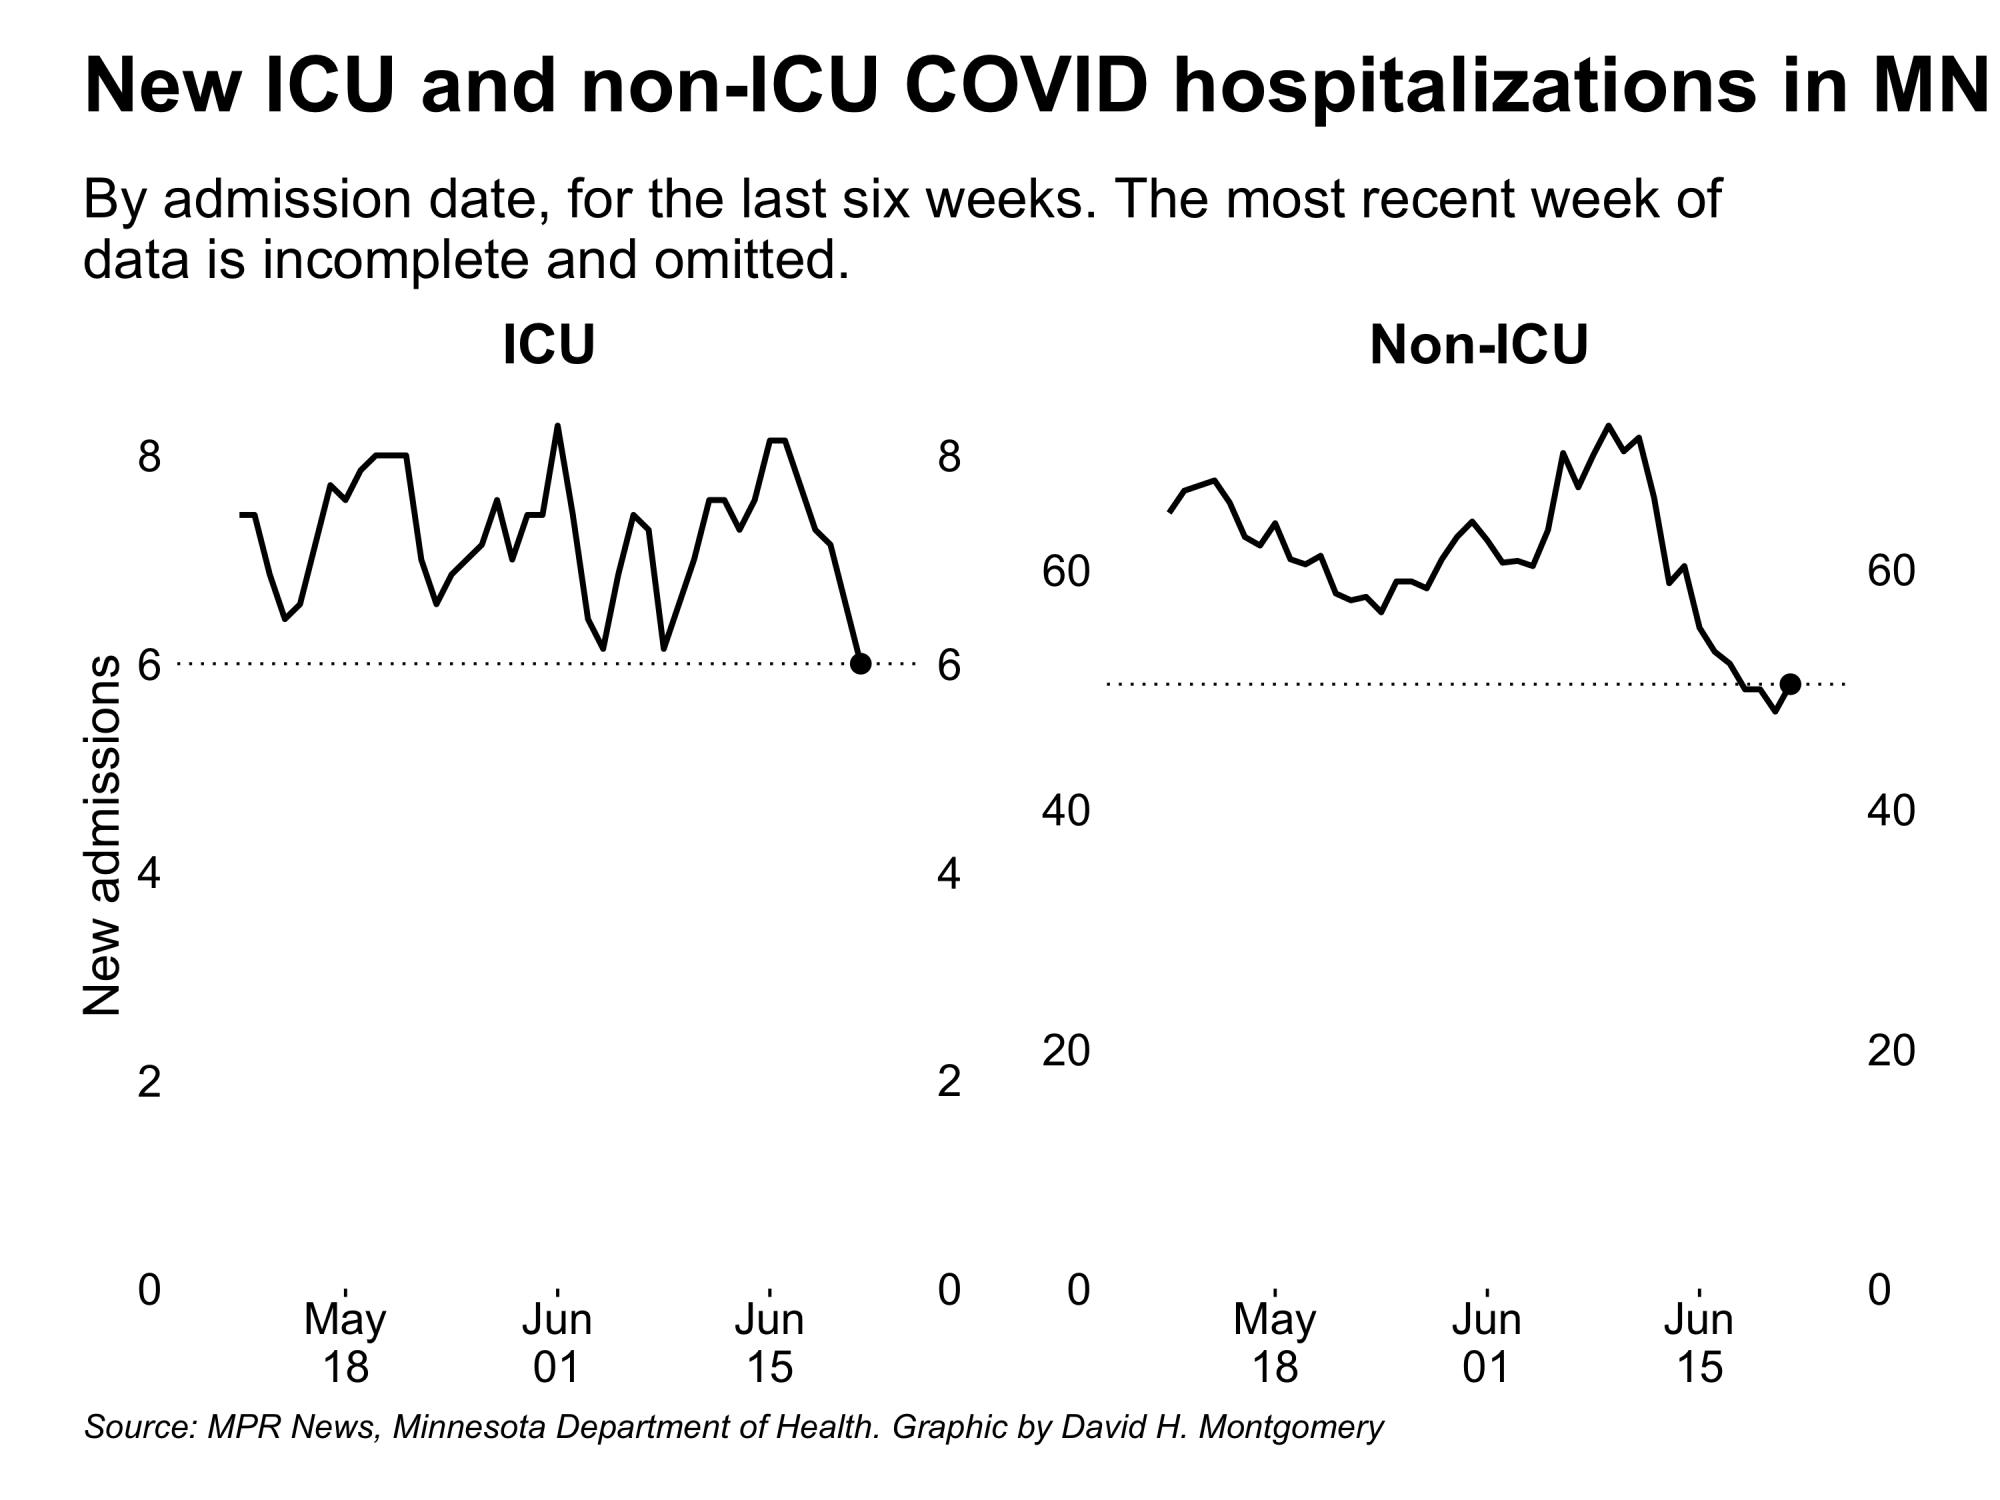 New ICU and non-ICU COVID hospitalizations in MN
By admission date, for the last six weeks. The most recent week of
data is incomplete and omitted.
ICU
New admissions
8
6
4
2
0
8
6
4
2
0
May
18
Jun
01
Jun
15
Non-ICU
60
40
20
0
60
40
20
0
May
18
Jun
01
Jun
15
Source: MPR News, Minnesota Department of Health. Graphic by David H. Montgomery